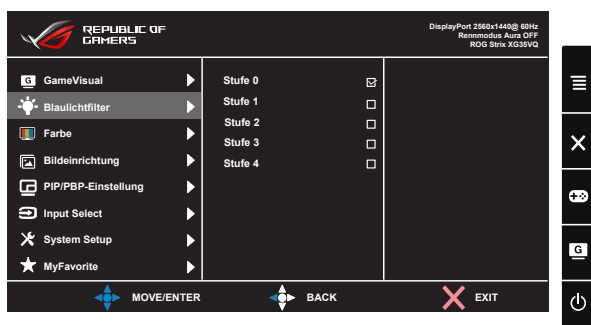 REPUBLIC OF
GAMERS
DisplayPort 2560x1440@ 60Hz
Rennmodus Aura OFF
ROG Strix XG35VQ
G GameVisual
Blaulichtfilter
Farbe
Bildeinrichtung
PIP/PBP-Einstellung
Input Select
System Setup
MyFavorite
Stufe 0
Stufe 1
Stufe 2
Stufe 3
Stufe 4
MOVE/ENTER
BACK
EXIT
G